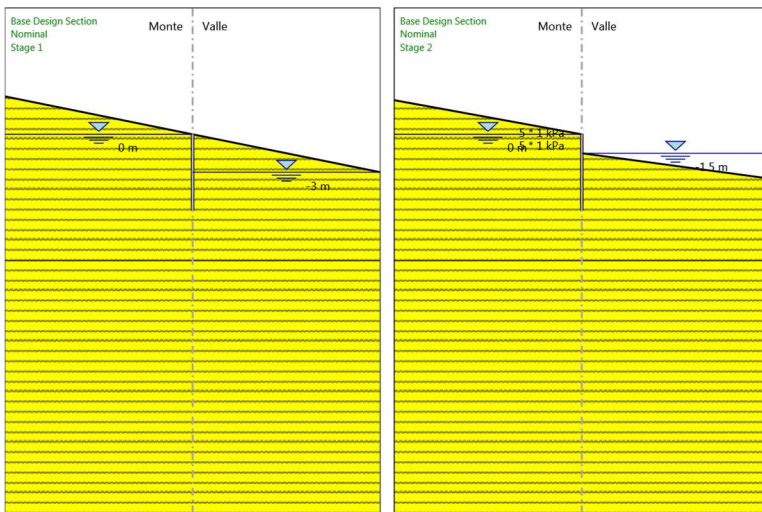 Base Design Section
Nominal
Stage 1
Monte Valle
0 m
-3 m
Base Design Section
Nominal
Stage 2
Monte Valle
5 * 1 kPa
0 m
5 * 1 kPa
-1.5 m